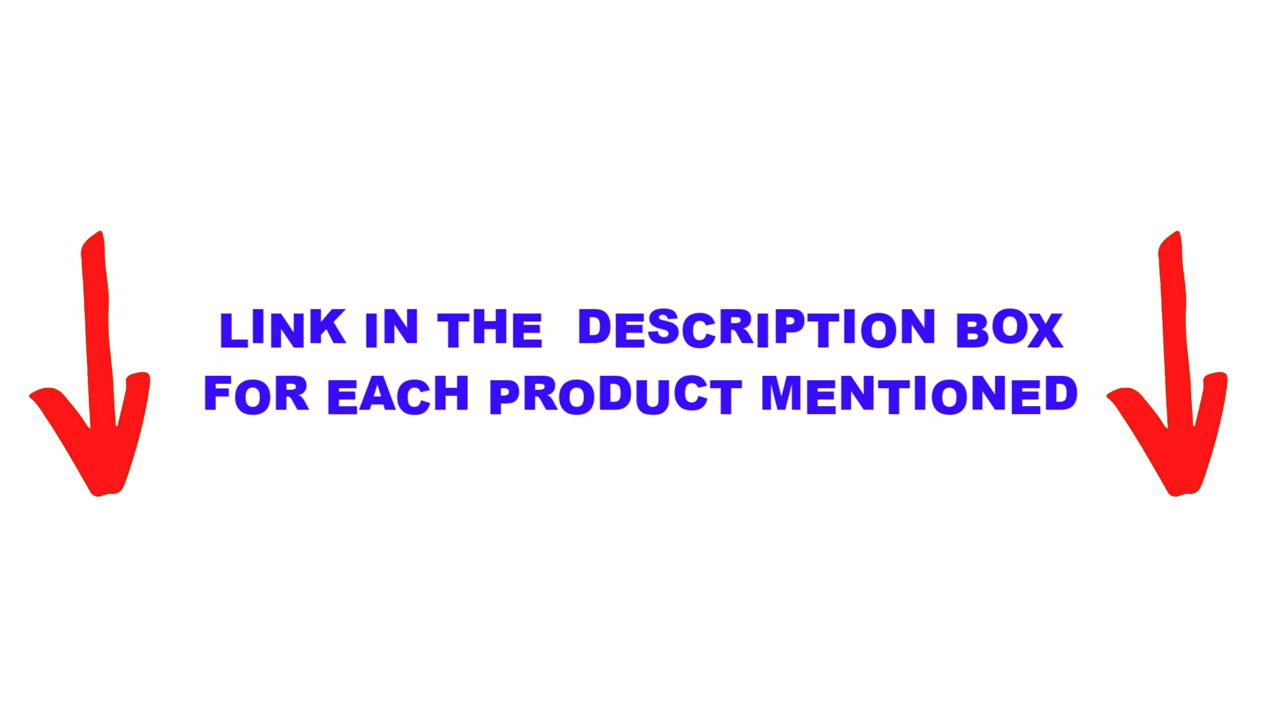 LINK IN THE DESCRIPTION BOX
FOR EACH PRODUCT MENTIONED